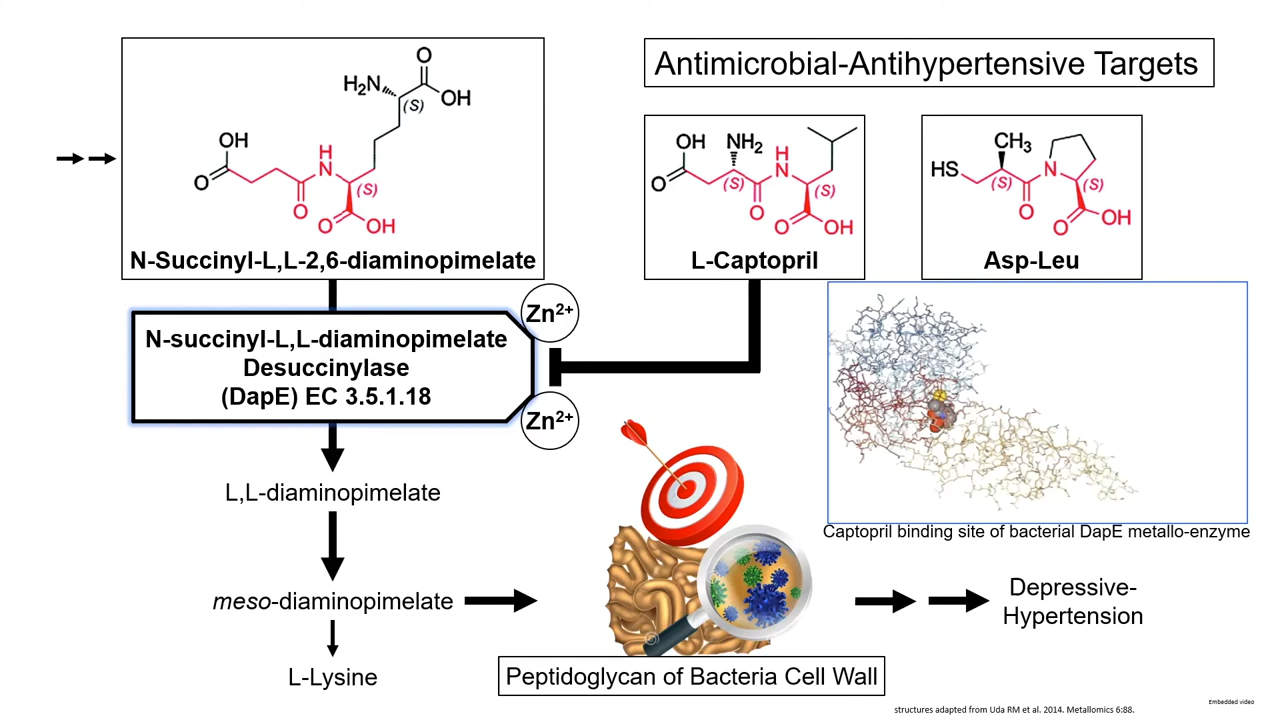 Antimicrobial-Antihypertensive Targets
O
H₂N
OH
(S)
OH
O
H
N
(S)
O
O
OH
N-Succinyl-L,L-2,6-diaminopimelate
OH
NH₂
O
(S)
H
N
(S)
O
O
OH
L-Captopril
HS
CH₃
(S)
N
(S)
O
O
OH
Asp-Leu
N-succinyl-L,L-diaminopimelate
Desuccinylase
(DapE) EC 3.5.1.18
Zn²⁺
Zn²⁺
L,L-diaminopimelate
meso-diaminopimelate
L-Lysine
Captopril binding site of bacterial DapE metallo-enzyme
Peptidoglycan of Bacteria Cell Wall
Depressive-
Hypertension
Embedded video
structures adapted from Uda RM et al. 2014. Metallomics 6:88.